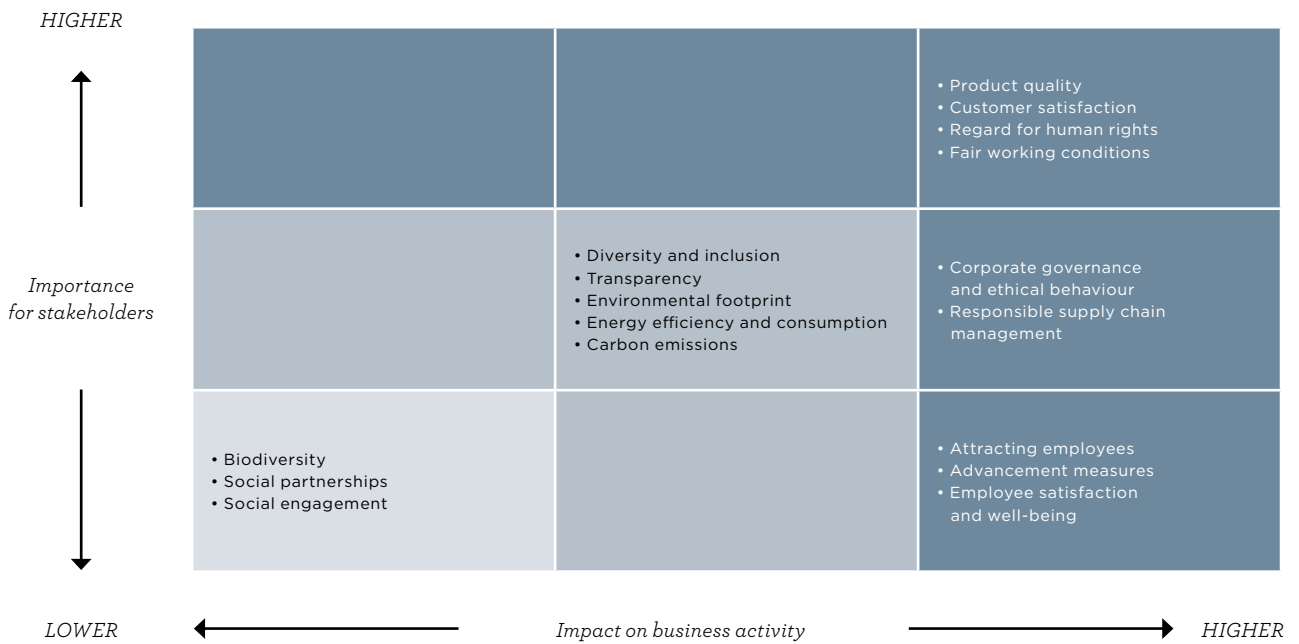 HIGHER
• Product quality
• Customer satisfaction
• Regard for human rights
• Fair working conditions
Importance
for stakeholders
• Diversity and inclusion
• Transparency
• Environmental footprint
• Energy efficiency and consumption
• Carbon emissions
• Corporate governance
and ethical behaviour
• Responsible supply chain
management
• Biodiversity
• Social partnerships
• Social engagement
• Attracting employees
• Advancement measures
• Employee satisfaction
and well-being
LOWER
Impact on business activity
HIGHER